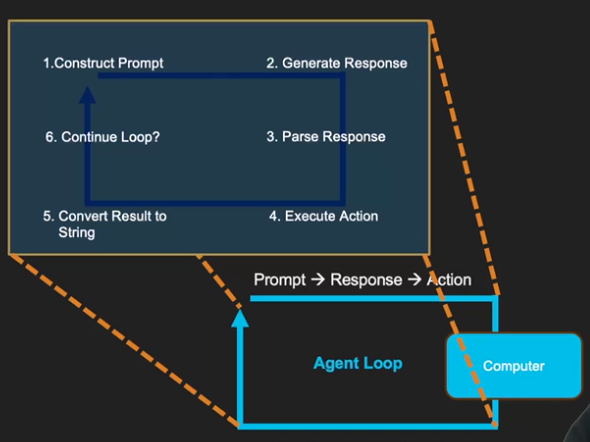 1.Construct Prompt
2. Generate Response
6. Continue Loop?
3. Parse Response
5. Convert Result to
String
4. Execute Action
Prompt → Response → Action
Agent Loop
Computer